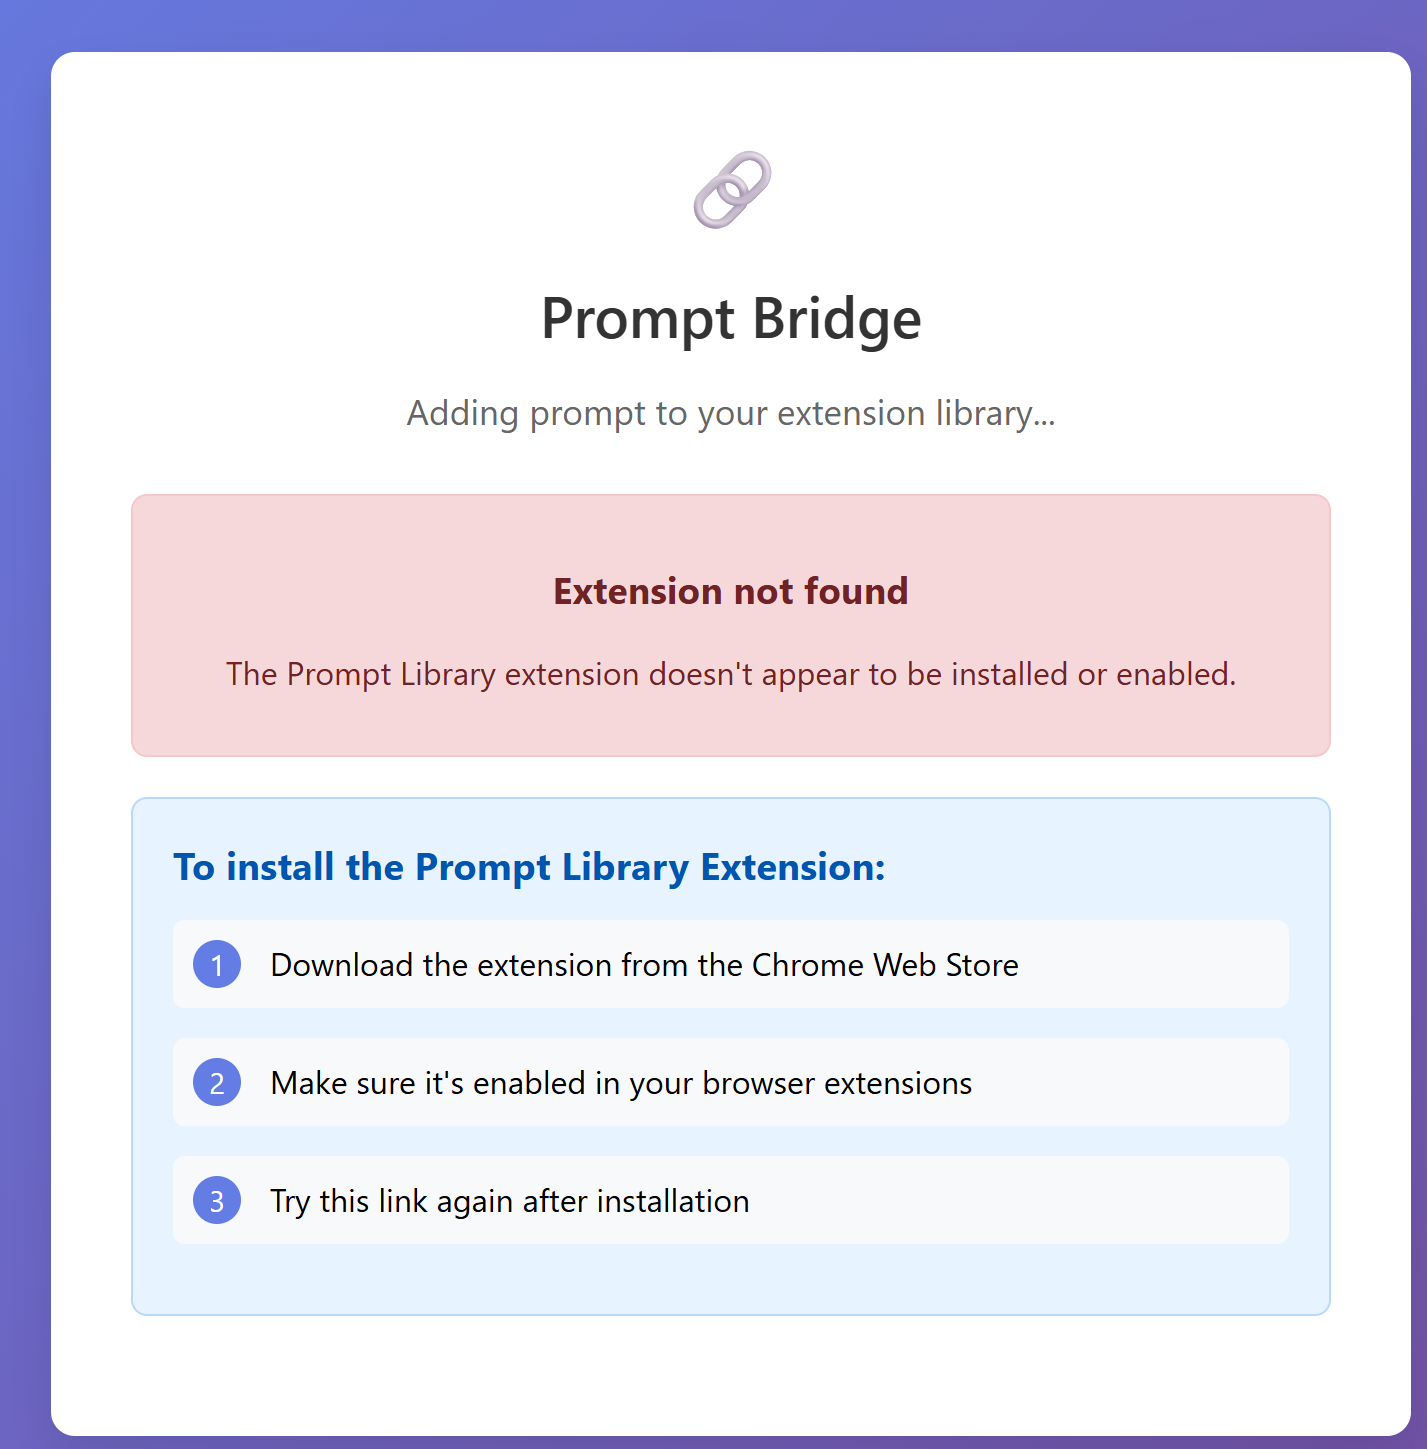 Prompt Bridge
Adding prompt to your extension library...
Extension not found
The Prompt Library extension doesn't appear to be installed or enabled.
To install the Prompt Library Extension:
1 Download the extension from the Chrome Web Store
2 Make sure it's enabled in your browser extensions
3 Try this link again after installation